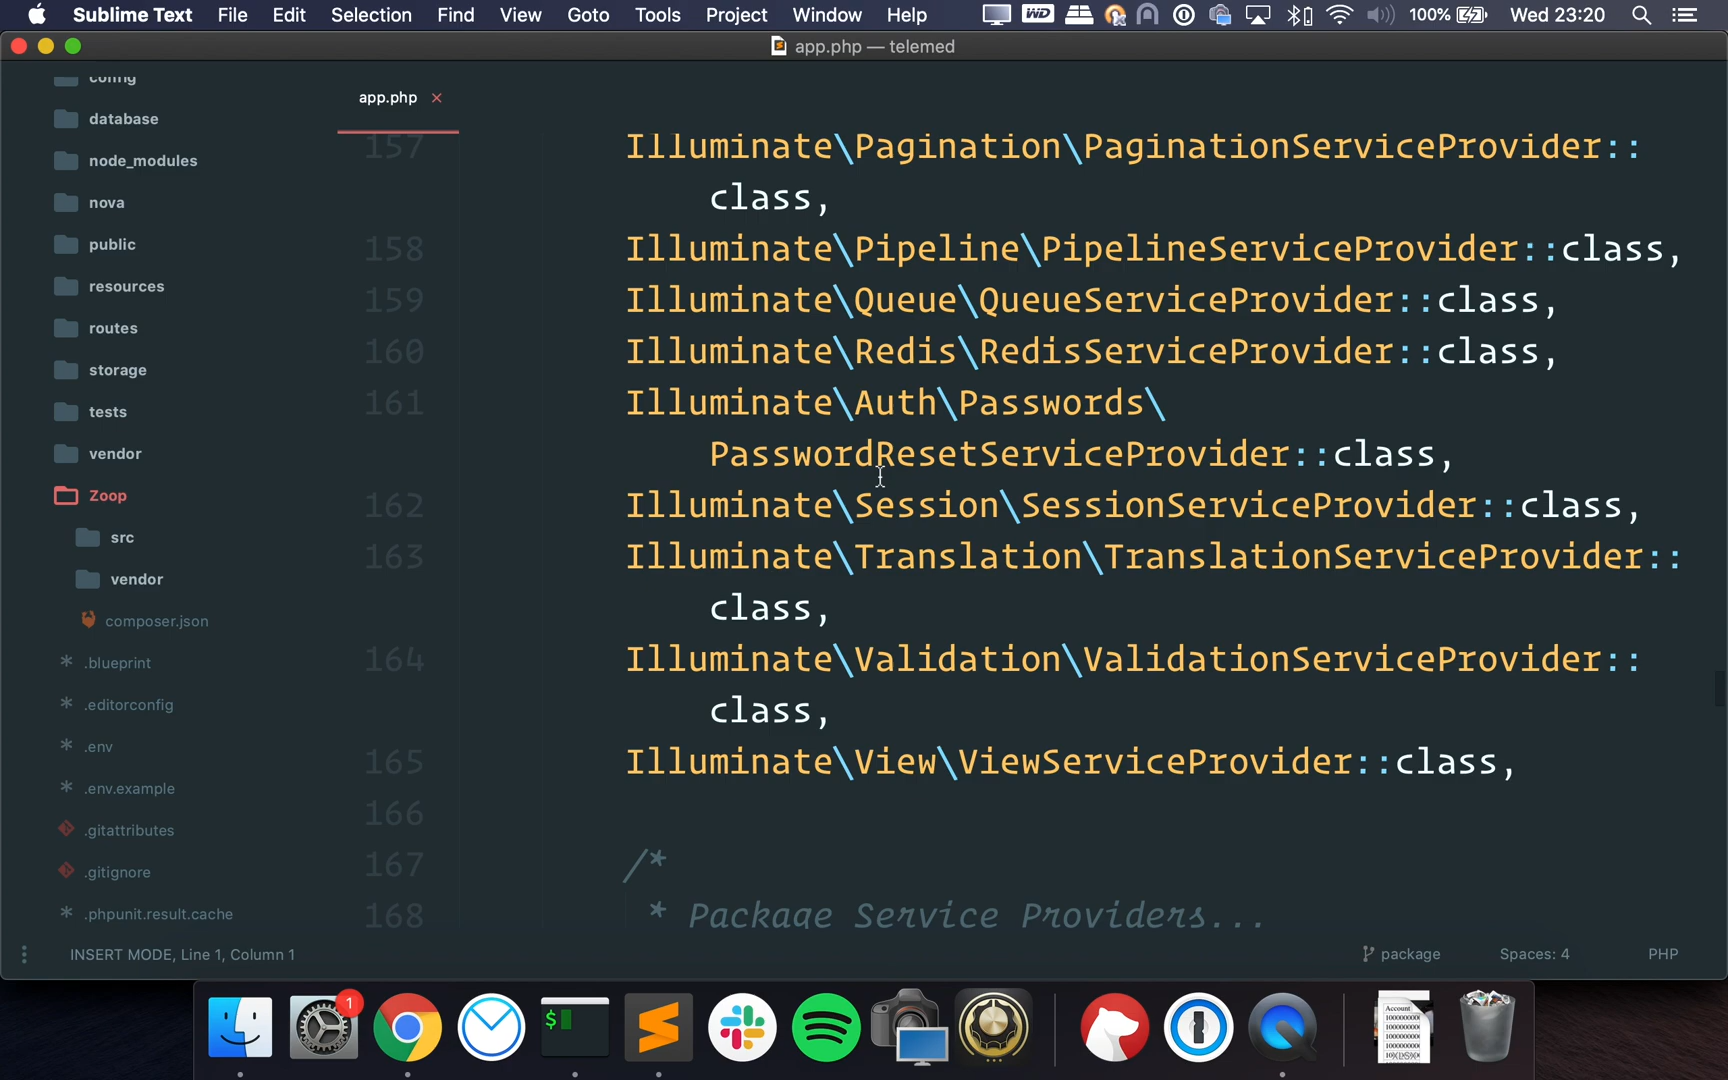 Sublime Text File Edit Selection Find View Goto Tools Project Window Help WD 100% Wed 23:20
app.php — telemed
config
app.php ×
database
157 Illuminate\Pagination\PaginationServiceProvider::
node_modules
class,
nova
public
158 Illuminate\Pipeline\PipelineServiceProvider::class,
resources
159 Illuminate\Queue\QueueServiceProvider::class,
routes
160 Illuminate\Redis\RedisServiceProvider::class,
storage
161 Illuminate\Auth\Passwords\
tests
PasswordResetServiceProvider::class,
vendor
Zoop
162 Illuminate\Session\SessionServiceProvider::class,
src
163 Illuminate\Translation\TranslationServiceProvider::
vendor
class,
composer.json
.blueprint
164 Illuminate\Validation\ValidationServiceProvider::
.editorconfig
class,
.env
165 Illuminate\View\ViewServiceProvider::class,
.env.example
166
.gitattributes
167 /*
.gitignore
168 * Package Service Providers...
.phpunit.result.cache
INSERT MODE, Line 1, Column 1 package Spaces: 4 PHP
1
$
Account
XLSX